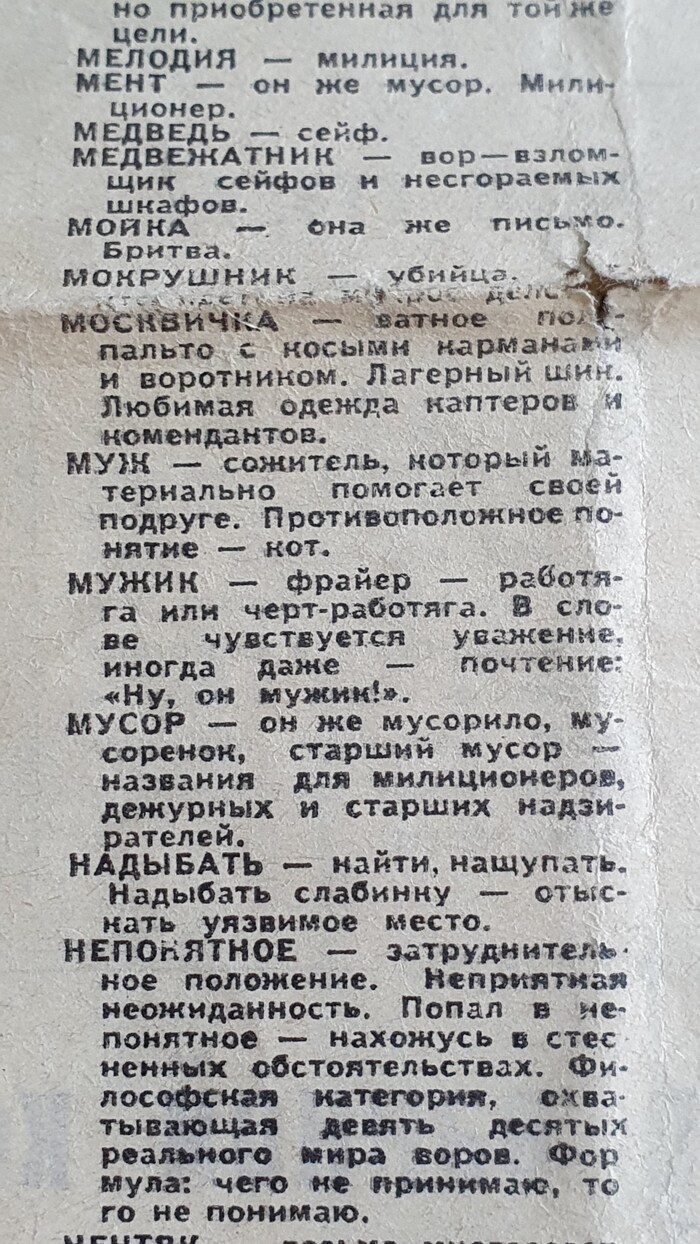 но приобретенная для той же
цели.
МЕЛОДИЯ — милиция.
МЕНТ — он же мусор. Мили-
ционер.
МЕДВЕДЬ — сейф.
МЕДВЕЖАТНИК — вор—взлом-
щик сейфов и несгораемых
шкафов.
МОЙКА — она же письмо.
Бритва.
МОКРУШНИК — убийца.
МОСКВИЧКА — ватное
пальто с косыми карманами
и воротником. Лагерный шик.
Любимая одежда каптеров и
комендантов.
МУЖ — сожитель, который ма-
териально помогает своей
подруге. Противоположное по-
нятие — кот.
МУЖИК — фрайер — работя-
га или черт-работяга. В сло-
ве чувствуется уважение,
иногда даже — почтение:
«Ну, он мужик!».
МУСОР — он же мусорило, му-
соренок, старший мусор —
названия для милиционеров,
дежурных и старших надзи-
рателей.
НАДЫБАТЬ — найти, нащупать.
Надыбать слабинку — отыс-
кать уязвимое место.
НЕПОНЯТНОЕ — затруднитель-
ное положение. Неприятная
неожиданность. Попал в не-
понятное — нахожусь в стес
ненных обстоятельствах. Фи-
лософская категория, охва-
тывающая девять десятых
реального мира воров. Фор
мула: чего не принимаю, то
го не понимаю.